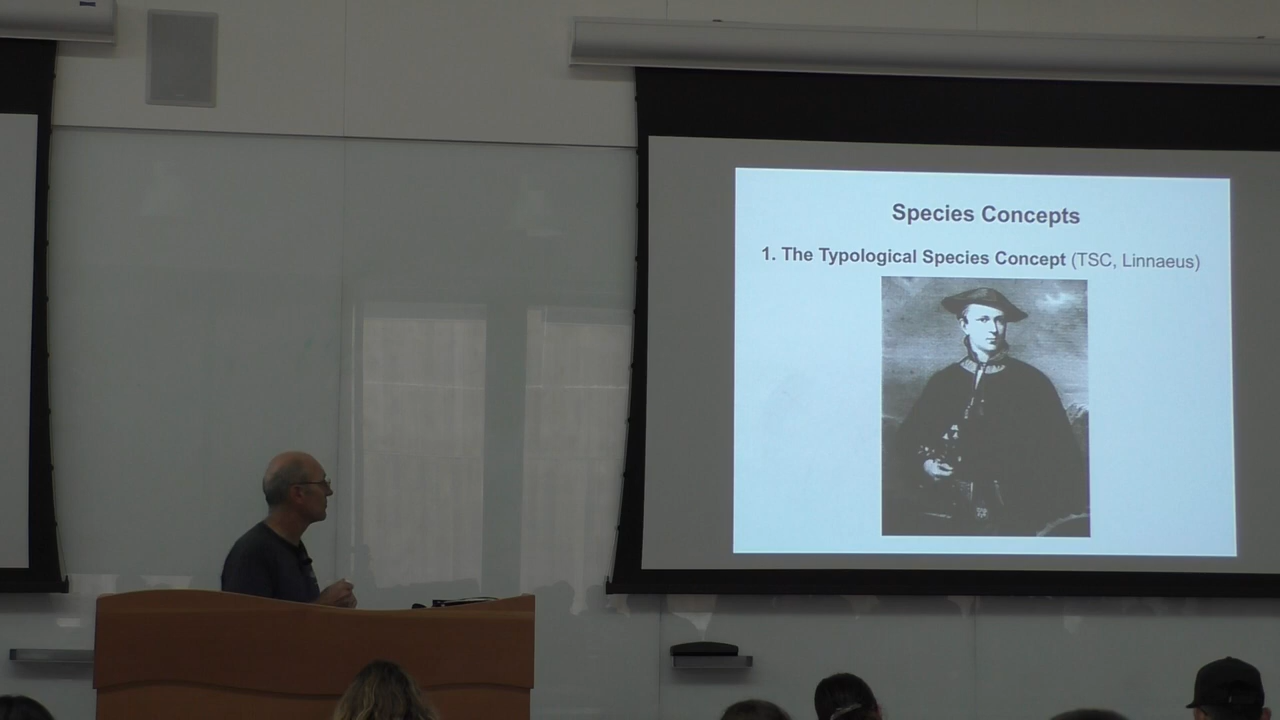 Species Concepts
1. The Typological Species Concept (TSC, Linnaeus)